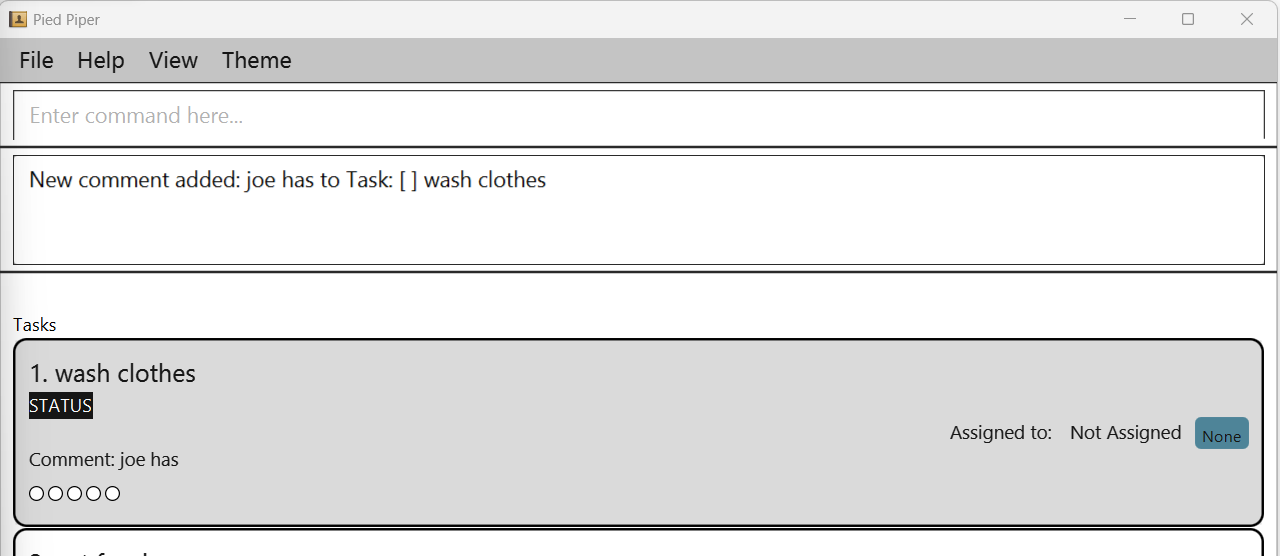 Pied Piper
File Help View Theme
Enter command here...
New comment added: joe has to Task: [ ] wash clothes
Tasks
1. wash clothes
STATUS
Assigned to: Not Assigned None
Comment: joe has